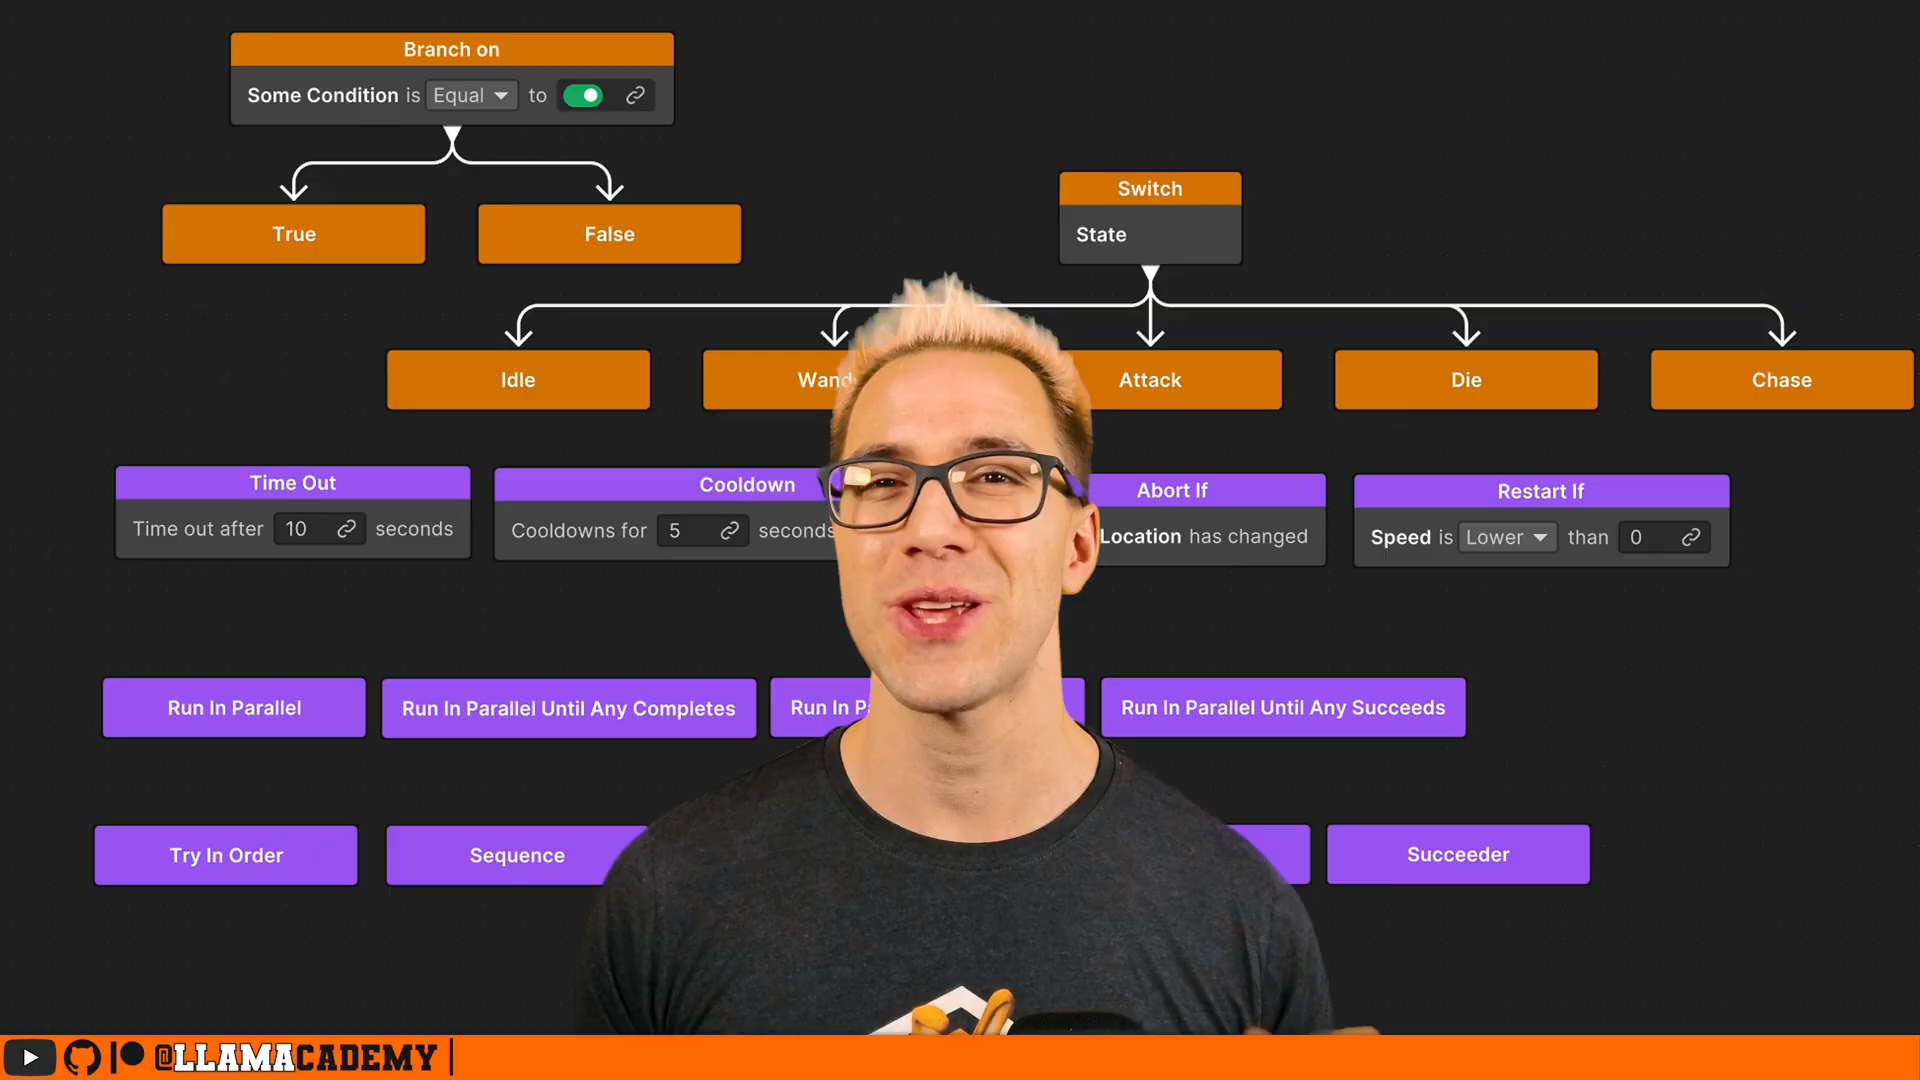 Branch on
Some Condition is Equal to
True
False
Switch
State
Idle
Attack
Die
Chase
Time Out
Time out after 10 seconds
Cooldown
Cooldowns for 5 seconds
Abort If
Location has changed
Restart If
Speed is Lower than 0
Run In Parallel
Run In Parallel Until Any Completes
Run In
Run In Parallel Until Any Succeeds
Try In Order
Sequence
Succeeder
@LLAMACADEMY